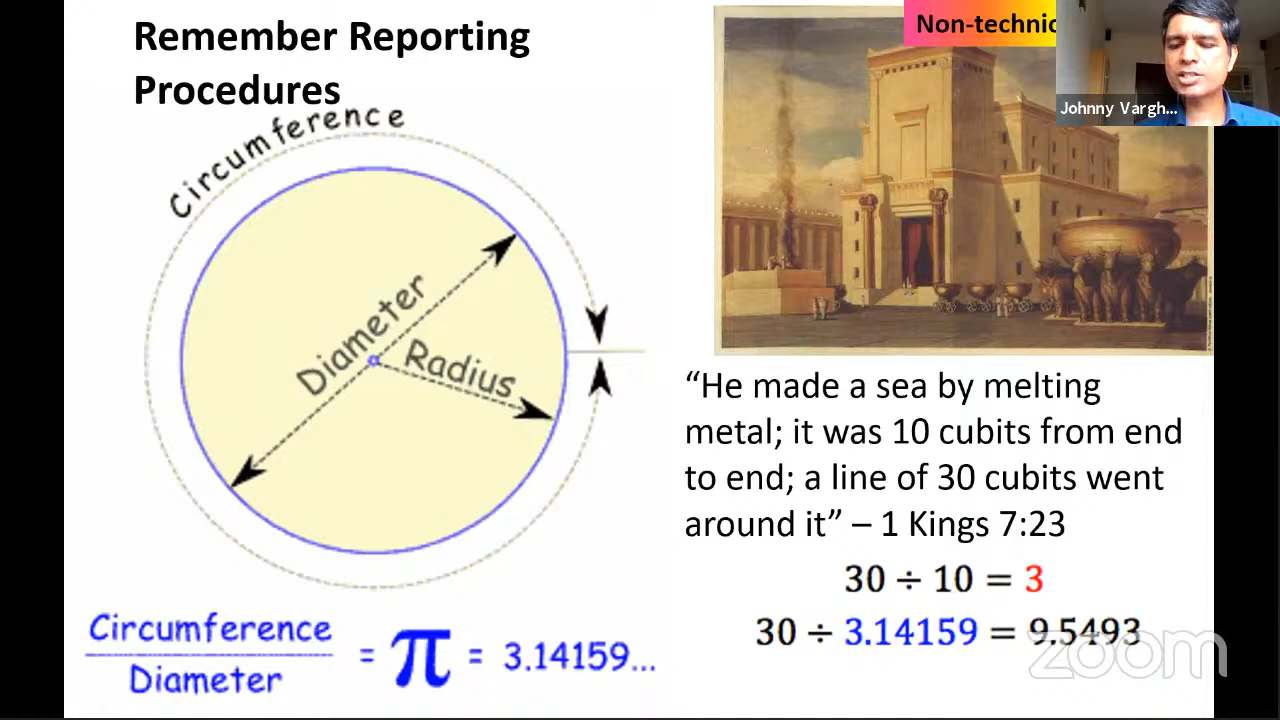 Remember Reporting
Procedures
Non-technic
Johnny Vargh...
Circumference
Diameter
Radius
Circumference
Diameter
= π = 3.14159...
“He made a sea by melting
metal; it was 10 cubits from end
to end; a line of 30 cubits went
around it” – 1 Kings 7:23
30 ÷ 10 = 3
30 ÷ 3.14159 = 9.5493
zoom